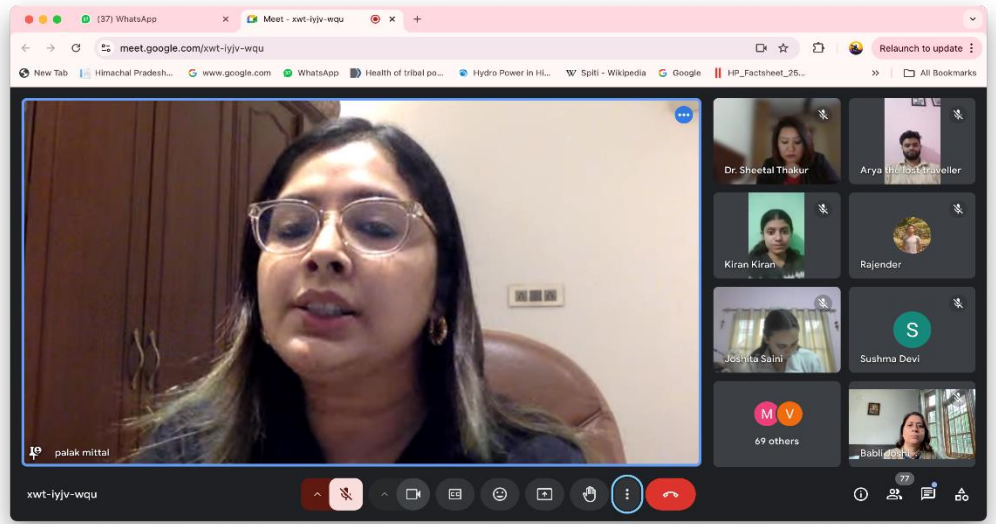 (37) WhatsApp
Meet - xwt-iyjv-wqu
meet.google.com/xwt-iyjv-wqu
Relaunch to update
New Tab
Himachal Pradesh...
www.google.com
WhatsApp
Health of tribal po...
Hydro Power in Hi...
W Spiti - Wikipedia
Google
HP_Factsheet_25...
All Bookmarks
Dr. Sheetal Thakur
Arya the lost traveller
Kiran Kiran
Rajender
Joshita Saini
S
Sushma Devi
M V
69 others
Babli Joshi
palak mittal
xwt-iyjv-wqu
CC
77